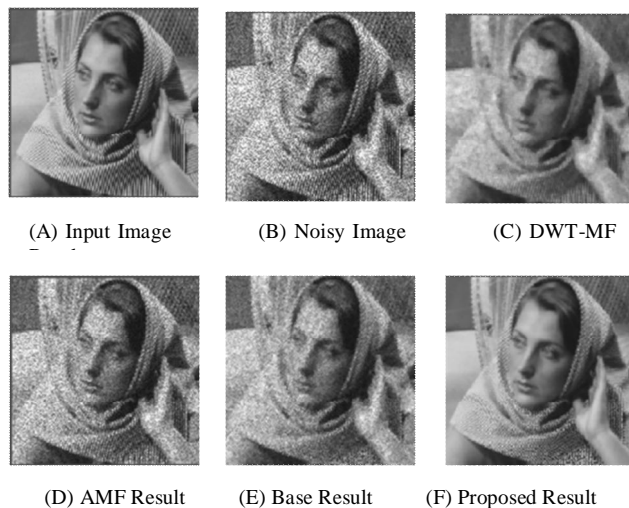 (A) Input Image
(B) Noisy Image
(C) DWT-MF
(D) AMF Result
(E) Base Result
(F) Proposed Result